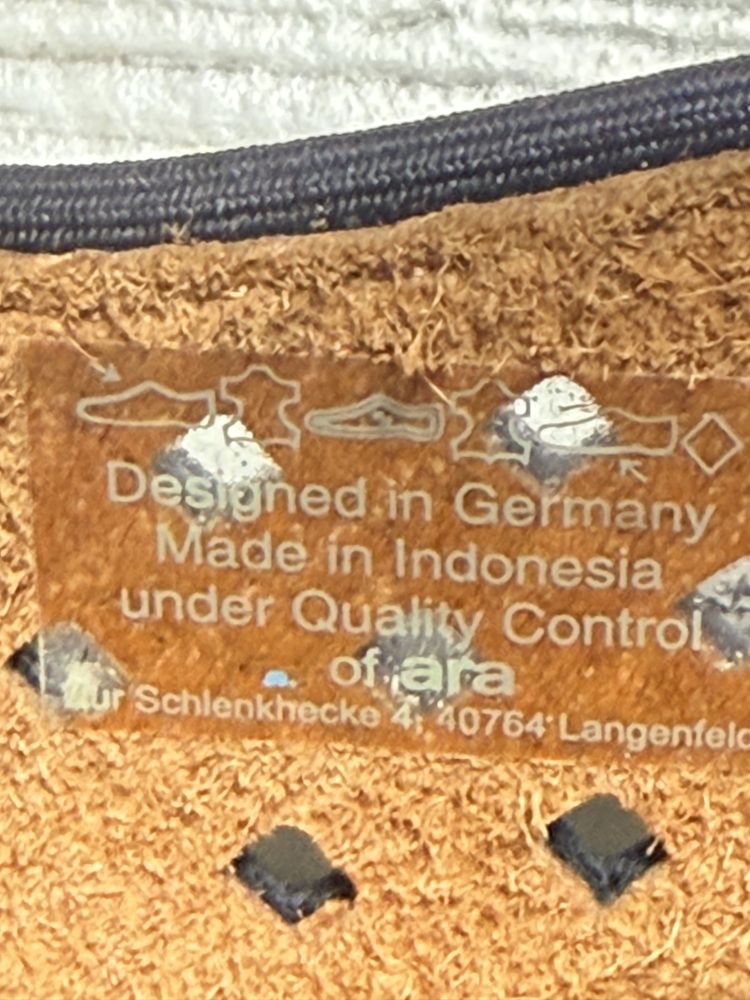 Designed in Germany
Made in Indonesia
under Quality Control
of ara
Zur Schlenkhecke 4, 40764 Langenfeld